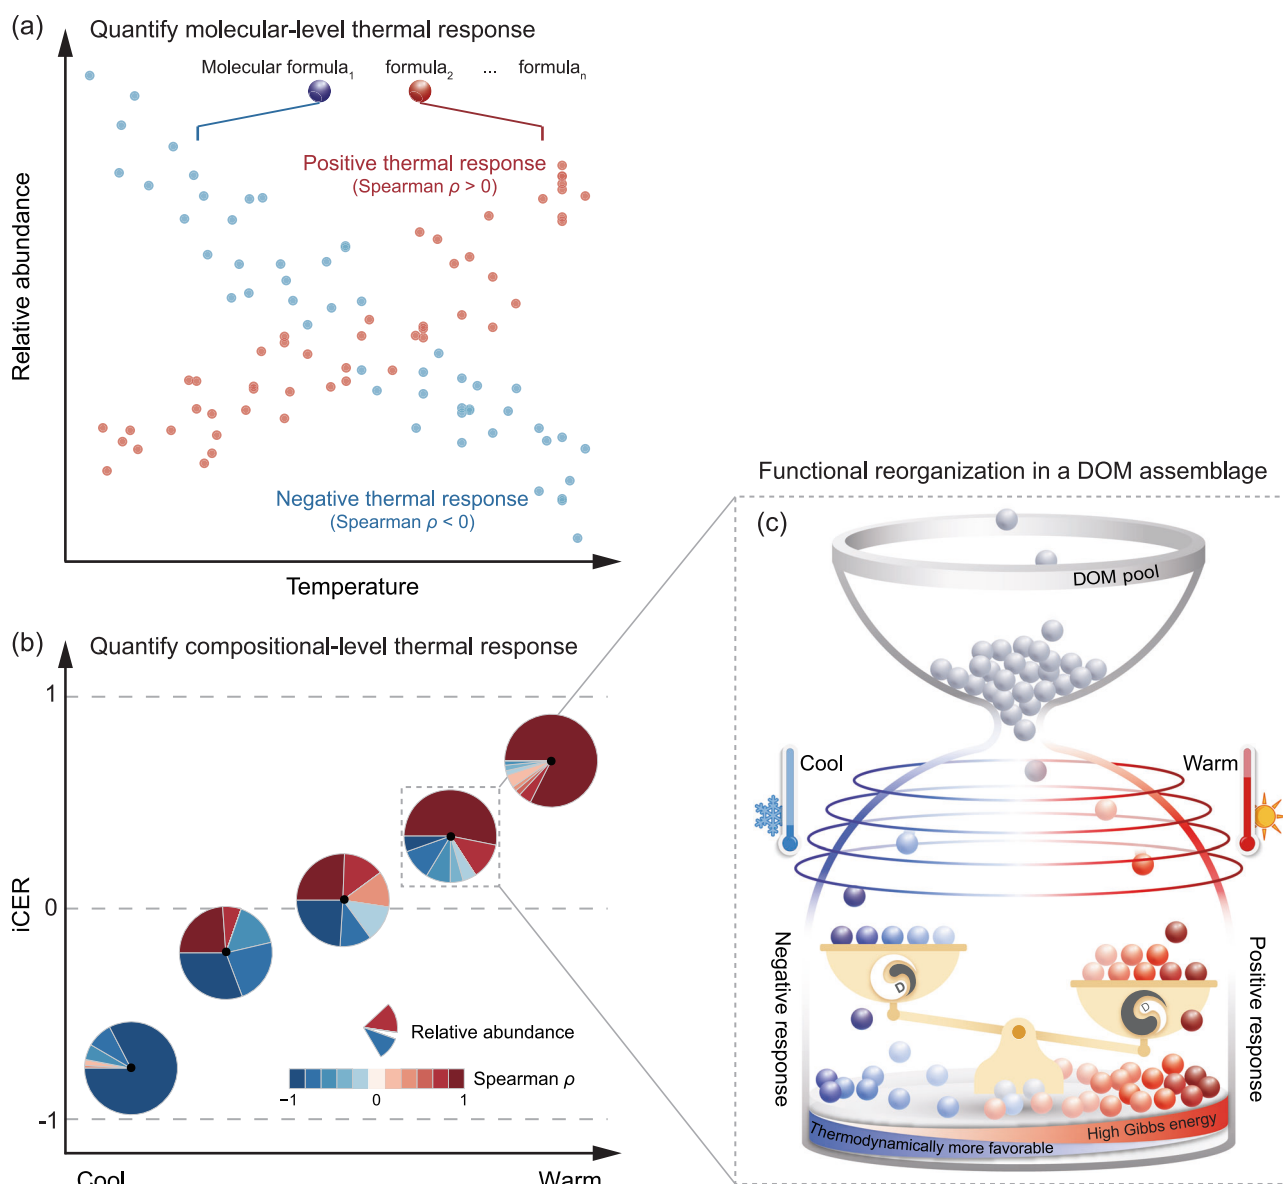 (a)
Quantify molecular-level thermal response
Molecular formula₁ formula₂ ... formulaₙ
Positive thermal response
(Spearman ρ > 0)
Relative abundance
Negative thermal response
(Spearman ρ < 0)
Temperature
(b)
Quantify compositional-level thermal response
1
0
-1
iCER
Relative abundance
Spearman ρ
−1 0 1
Cool Warm
Functional reorganization in a DOM assemblage
(c)
DOM pool
Cool
Warm
Negative response
Positive response
D
D
Thermodynamically more favorable
High Gibbs energy